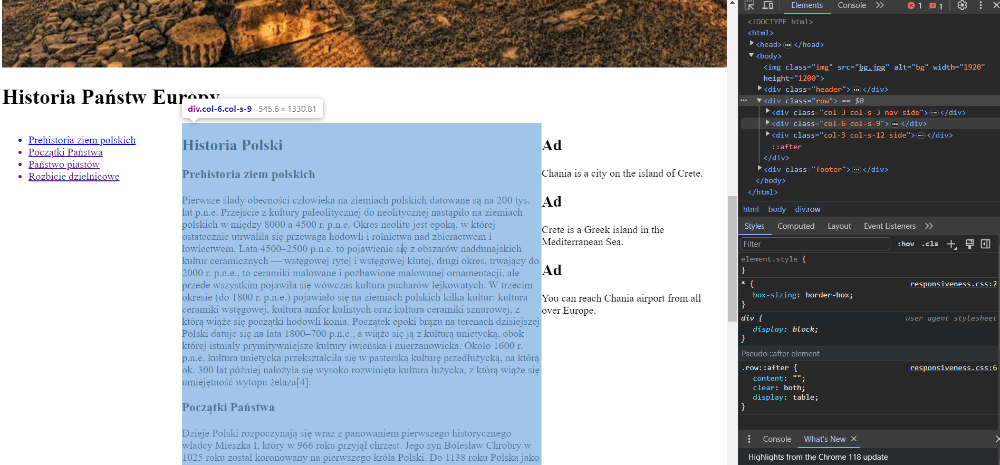 Historia Państw Europy
div.col-6.col-s-9 545.6 × 1330.81
Prehistoria ziem polskich
Początki Państwa
Państwo piastów
Rozbicie dzielnicowe
Historia Polski
Prehistoria ziem polskich
Pierwsze ślady obecności człowieka na ziemiach polskich datowane są na 200 tys.
lat p.n.e. Przejście z kultury paleolitycznej do neolitycznej nastąpiło na ziemiach
polskich w między 8000 a 4500 r. p.n.e. Okres neolitu jest epoką, w której
ostatecznie utrwaliła się przewaga hodowli i rolnictwa nad zbieractwem i
łowiectwem. Lata 4500–2500 p.n.e. to pojawienie się z obszarów naddunajskich
kultur ceramicznych — wstęgowej rytej i wstęgowej kłutej, drugi okres, trwający do
2000 r. p.n.e., to ceramiki malowane i pozbawione malowanej ornamentacji, ale
przede wszystkim pojawiła się wówczas kultura pucharów lejkowatych. W trzecim
okresie (do 1800 r. p.n.e.) pojawiało się na ziemiach polskich kilka kultur: kultura
ceramiki wstęgowej, kultura amfor kulistych oraz kultura ceramiki sznurowej, z
którą wiąże się początki hodowli konia. Początek epoki brązu na terenach dzisiejszej
Polski datuje się na lata 1800–700 p.n.e., a wiąże się ją z kulturą unietycką, obok
której istniały prymitywniejsze kultury iwieńska i mierzanowicka. Około 1600 r.
p.n.e. kultura unietycka przekształciła się w pasterską kulturę przedłużycką, na którą
ok. 300 lat później nałożyła się wysoko rozwinięta kultura łużycka, z którą wiąże się
umiejętność wytopu żelaza[4].
Początki Państwa
Dzieje Polski rozpoczynają się wraz z panowaniem pierwszego historycznego
władcy Mieszka I, który w 966 roku przyjął chrzest. Jego syn Bolesław Chrobry w
1025 roku został koronowany na pierwszego króla Polski. Do 1138 roku Polska jako
Ad
Chania is a city on the island of Crete.
Ad
Crete is a Greek island in the
Mediterranean Sea.
Ad
You can reach Chania airport from all
over Europe.
Elements Console 1 1
<!DOCTYPE html>
<html>
<head> ••• </head>
<body>
<img class="img" src="bg.jpg" alt="bg" width="1920"
height="1200">
<div class="header"> ••• </div>
••• <div class="row"> == $0
<div class="col-3 col-s-3 nav side"> ••• </div>
<div class="col-6 col-s-9"> ••• </div>
<div class="col-3 col-s-12 side"> ••• </div>
::after
</div>
<div class="footer"> ••• </div>
</body>
</html>
html body div.row
Styles Computed Layout Event Listeners
Filter :hov .cls
element.style {
}
* { responsiveness.css:2
box-sizing: border-box;
}
div { user agent stylesheet
display: block;
}
Pseudo ::after element
.row::after { responsiveness.css:6
content: "";
clear: both;
display: table;
}
Console What's New
Highlights from the Chrome 118 update